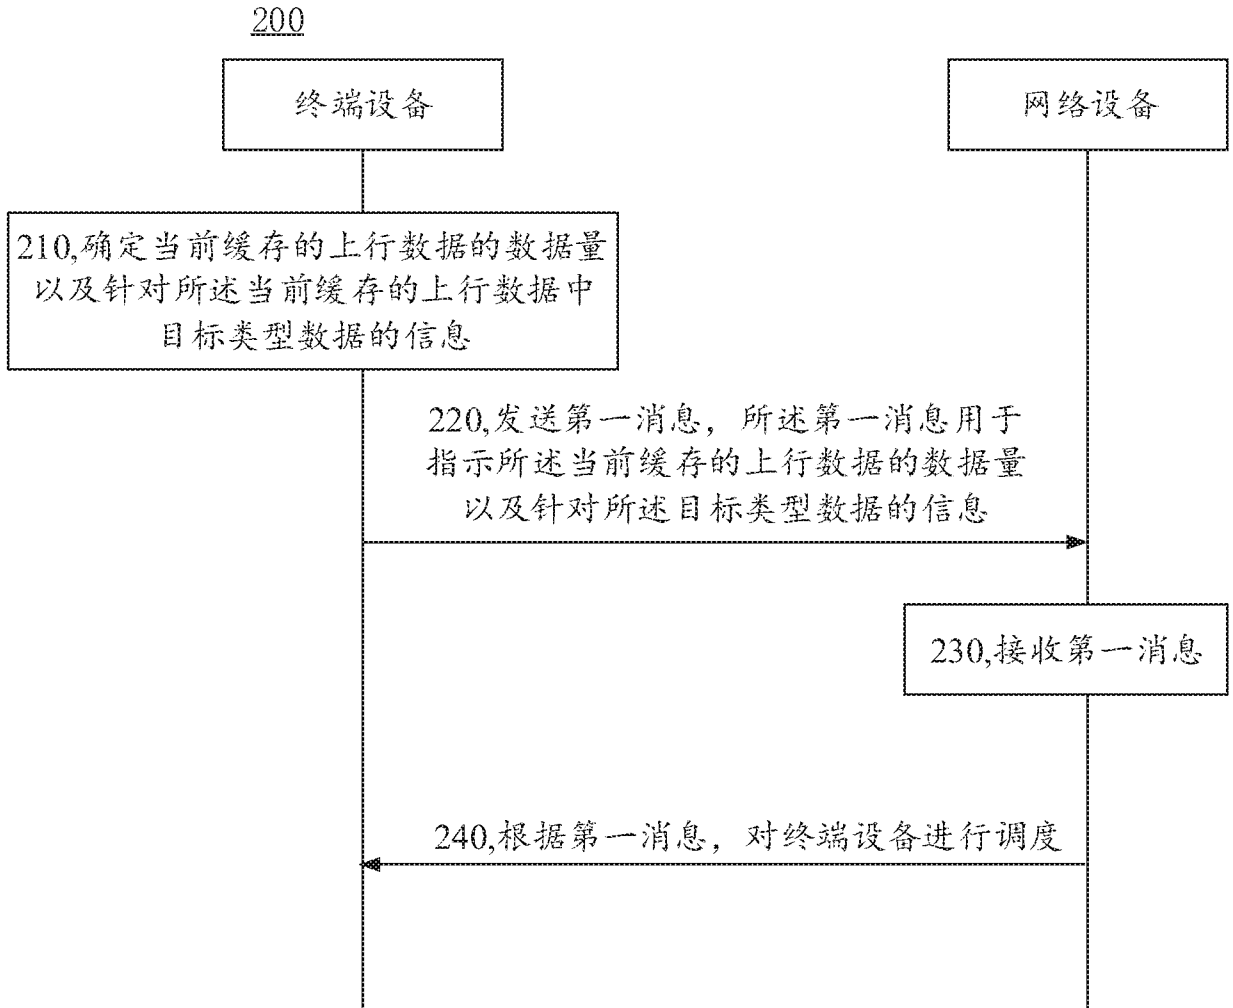 200
终端设备
网络设备
210,确定当前缓存的上行数据的数据量
以及针对所述当前缓存的上行数据中
目标类型数据的信息
220,发送第一消息，所述第一消息用于
指示所述当前缓存的上行数据的数据量
以及针对所述目标类型数据的信息
230,接收第一消息
240,根据第一消息，对终端设备进行调度